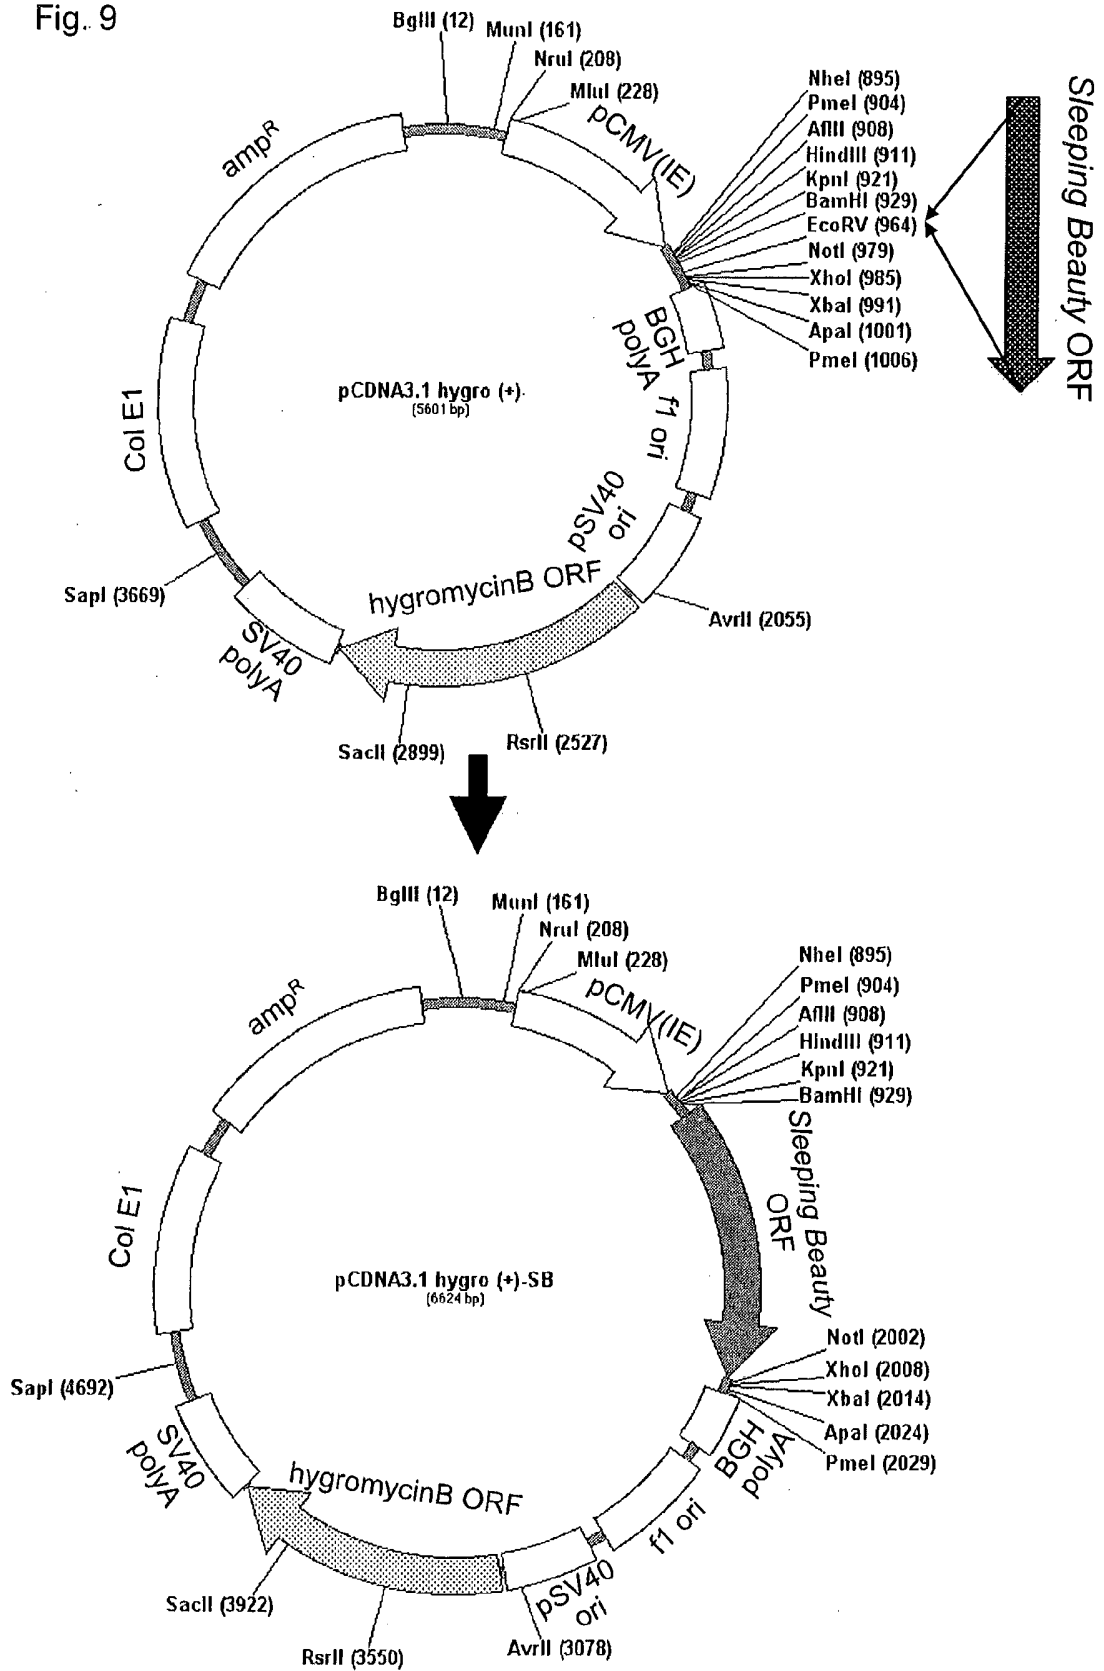 Fig. 9
BglII (12)
MunI (161)
NruI (208)
MluI (228)
pCMV(IE)
ampR
NheI (895)
PmeI (904)
AflII (908)
HindIII (911)
KpnI (921)
BamHI (929)
EcoRV (964)
NotI (979)
XhoI (985)
XbaI (991)
ApaI (1001)
PmeI (1006)
Sleeping Beauty ORF
BGH
polyA
Col E1
pCDNA3.1 hygro (+)
(5601 bp)
f1 ori
pSV40
ori
hygromycinB ORF
SapI (3669)
AvrII (2055)
SV40
polyA
SacII (2899)
RsrII (2527)
BglII (12)
MunI (161)
NruI (208)
MluI (228)
pCMV(IE)
ampR
NheI (895)
PmeI (904)
AflII (908)
HindIII (911)
KpnI (921)
BamHI (929)
Sleeping Beauty
ORF
Col E1
pCDNA3.1 hygro (+)-SB
(6624 bp)
NotI (2002)
XhoI (2008)
XbaI (2014)
ApaI (2024)
PmeI (2029)
SapI (4692)
BGH
polyA
SV40
polyA
hygromycinB ORF
f1 ori
pSV40
ori
SacII (3922)
RsrII (3550)
AvrII (3078)